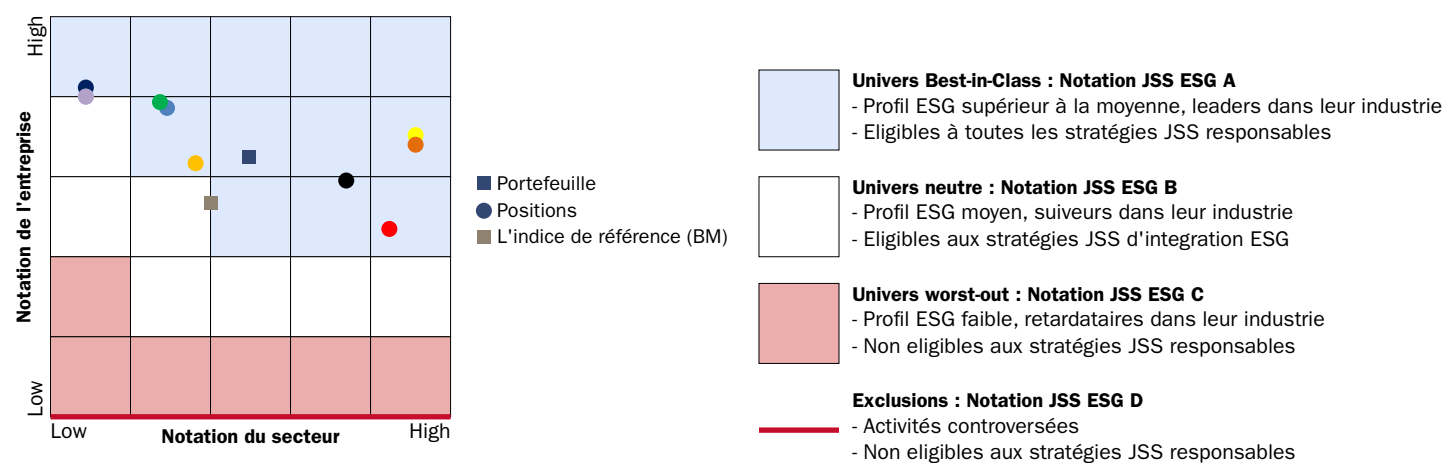 High
Notation de l'entreprise
Low
Low
Notation du secteur
High
Portefeuille
Positions
L'indice de référence (BM)
Univers Best-in-Class : Notation JSS ESG A
- Profil ESG supérieur à la moyenne, leaders dans leur industrie
- Eligibles à toutes les stratégies JSS responsables
Univers neutre : Notation JSS ESG B
- Profil ESG moyen, suiveurs dans leur industrie
- Eligibles aux stratégies JSS d'integration ESG
Univers worst-out : Notation JSS ESG C
- Profil ESG faible, retardataires dans leur industrie
- Non eligibles aux stratégies JSS responsables
Exclusions : Notation JSS ESG D
- Activités controversées
- Non eligibles aux stratégies JSS responsables